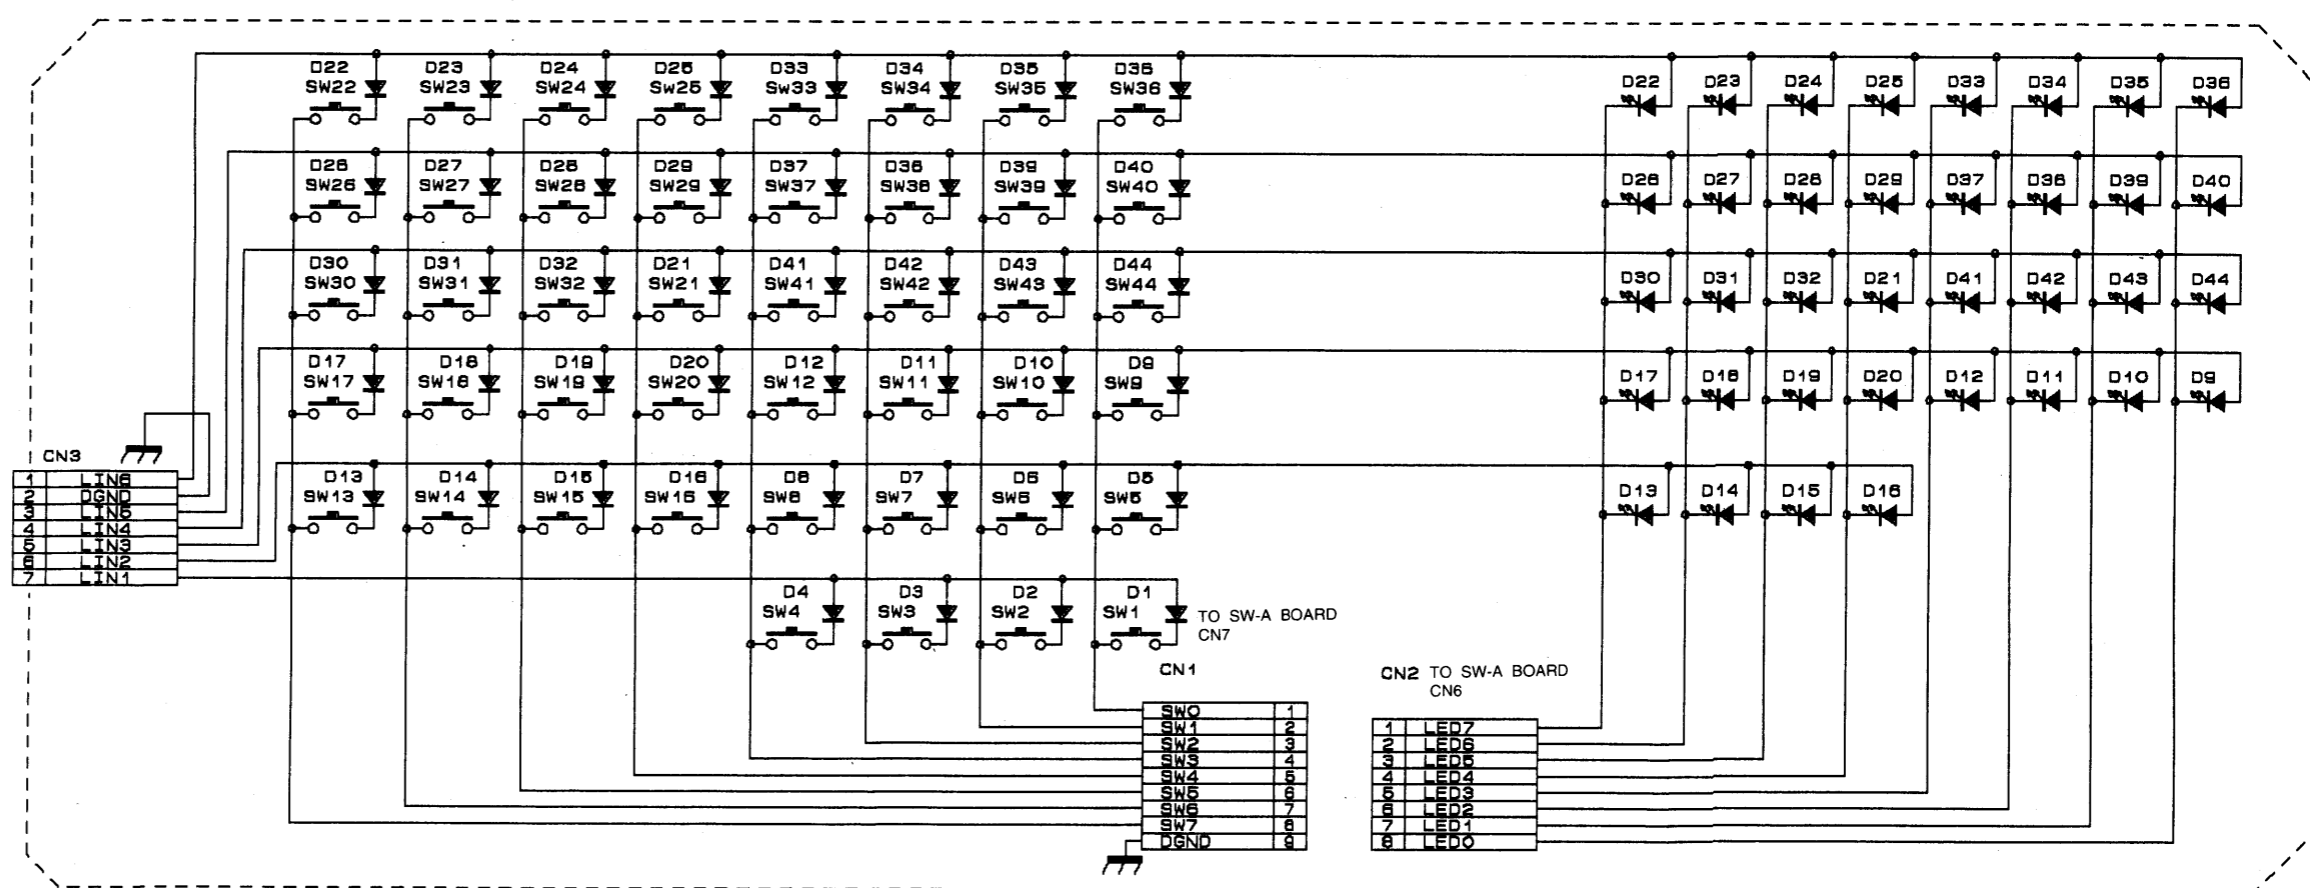 D22 D23 D24 D25 D33 D34 D35 D36
SW22 SW23 SW24 SW25 SW33 SW34 SW35 SW36
D22 D23 D24 D25 D33 D34 D35 D36
D26 D27 D28 D29 D37 D38 D39 D40
SW26 SW27 SW28 SW29 SW37 SW38 SW39 SW40
D26 D27 D28 D29 D37 D38 D39 D40
D30 D31 D32 D21 D41 D42 D43 D44
SW30 SW31 SW32 SW21 SW41 SW42 SW43 SW44
D30 D31 D32 D21 D41 D42 D43 D44
D17 D18 D19 D20 D12 D11 D10 D9
SW17 SW18 SW19 SW20 SW12 SW11 SW10 SW9
D17 D18 D19 D20 D12 D11 D10 D9
CN3
1 LIN6
2 DGND
3 LIN5
4 LIN4
5 LIN3
6 LIN2
7 LIN1
D13 D14 D15 D16 D8 D7 D6 D5
SW13 SW14 SW15 SW16 SW8 SW7 SW6 SW5
D13 D14 D15 D16
D4 D3 D2 D1
SW4 SW3 SW2 SW1
TO SW-A BOARD
CN7
CN1
SW0 1
SW1 2
SW2 3
SW3 4
SW4 5
SW5 6
SW6 7
SW7 8
DGND 9
CN2 TO SW-A BOARD
CN6
1 LED7
2 LED6
3 LED5
4 LED4
5 LED3
6 LED2
7 LED1
8 LED0